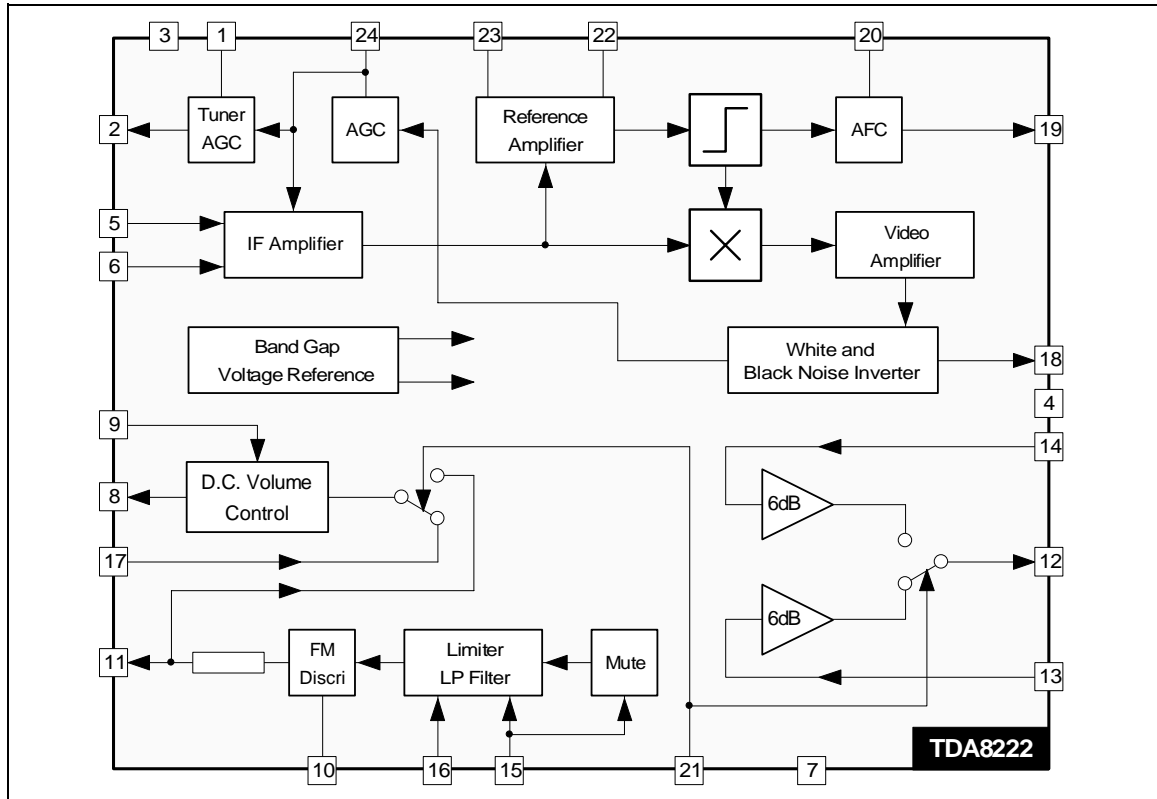 3
1
24
23
22
20
2
Tuner
AGC
AGC
Reference
Amplifier
AFC
19
5
6
IF Amplifier
Video
Amplifier
Band Gap
Voltage Reference
White and
Black Noise Inverter
18
4
9
14
8
D.C. Volume
Control
6dB
17
12
6dB
11
FM
Discri
Limiter
LP Filter
Mute
13
TDA8222
10
16
15
21
7